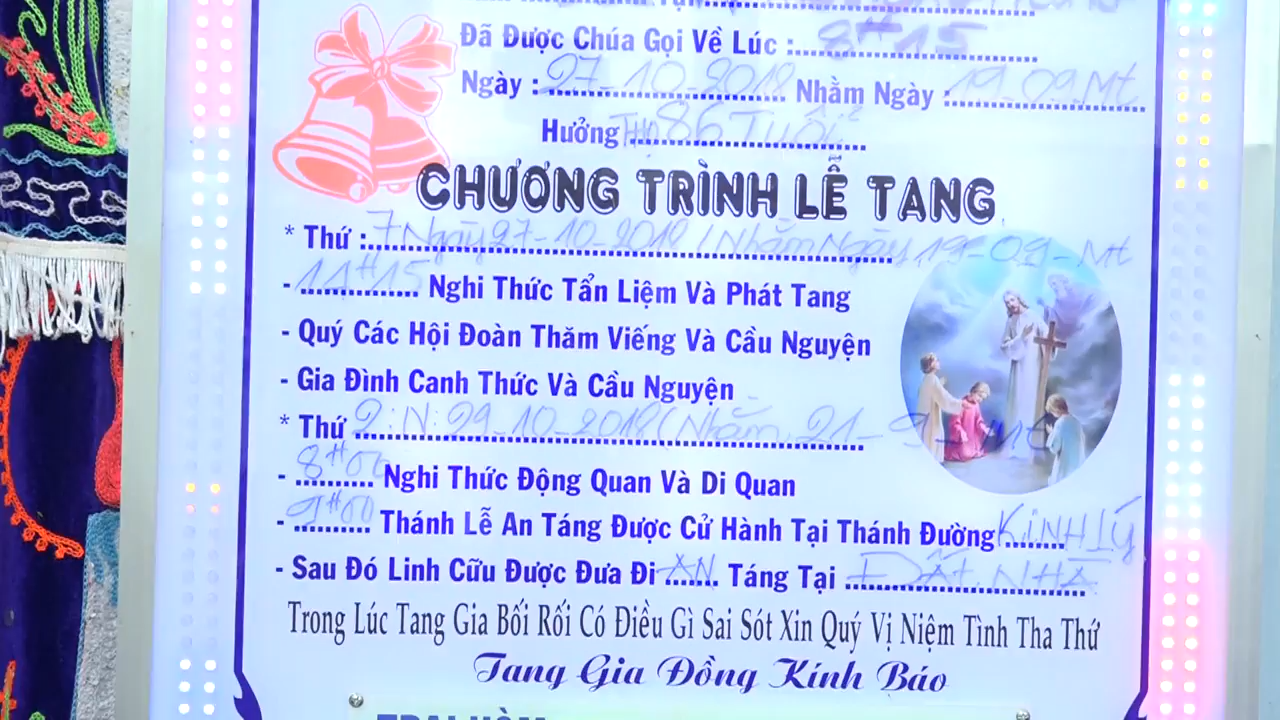 Đã Được Chúa Gọi Về Lúc : 8H15
Ngày : 27-10-2018 Nhằm Ngày : 19-09 Mt
Hưởng Thọ 86 Tuổi
CHƯƠNG TRÌNH LỄ TANG
* Thứ : 7 Ngày 27-10-2018 (Nhằm Ngày 19-09-Mt
- 14H15 Nghi Thức Tẩn Liệm Và Phát Tang
- Quý Các Hội Đoàn Thăm Viếng Và Cầu Nguyện
- Gia Đình Canh Thức Và Cầu Nguyện
* Thứ 2: N: 29-10-2018 (Nhằm 21-9-Mt
- 8H00 Nghi Thức Động Quan Và Di Quan
- 9H00 Thánh Lễ An Táng Được Cử Hành Tại Thánh Đường KINH LÝ
- Sau Đó Linh Cữu Được Đưa Đi AN Táng Tại ĐẤT NHÀ
Trong Lúc Tang Gia Bối Rối Có Điều Gì Sai Sót Xin Quý Vị Niệm Tình Tha Thứ
Tang Gia Đồng Kính Báo
TRẠI HÒM